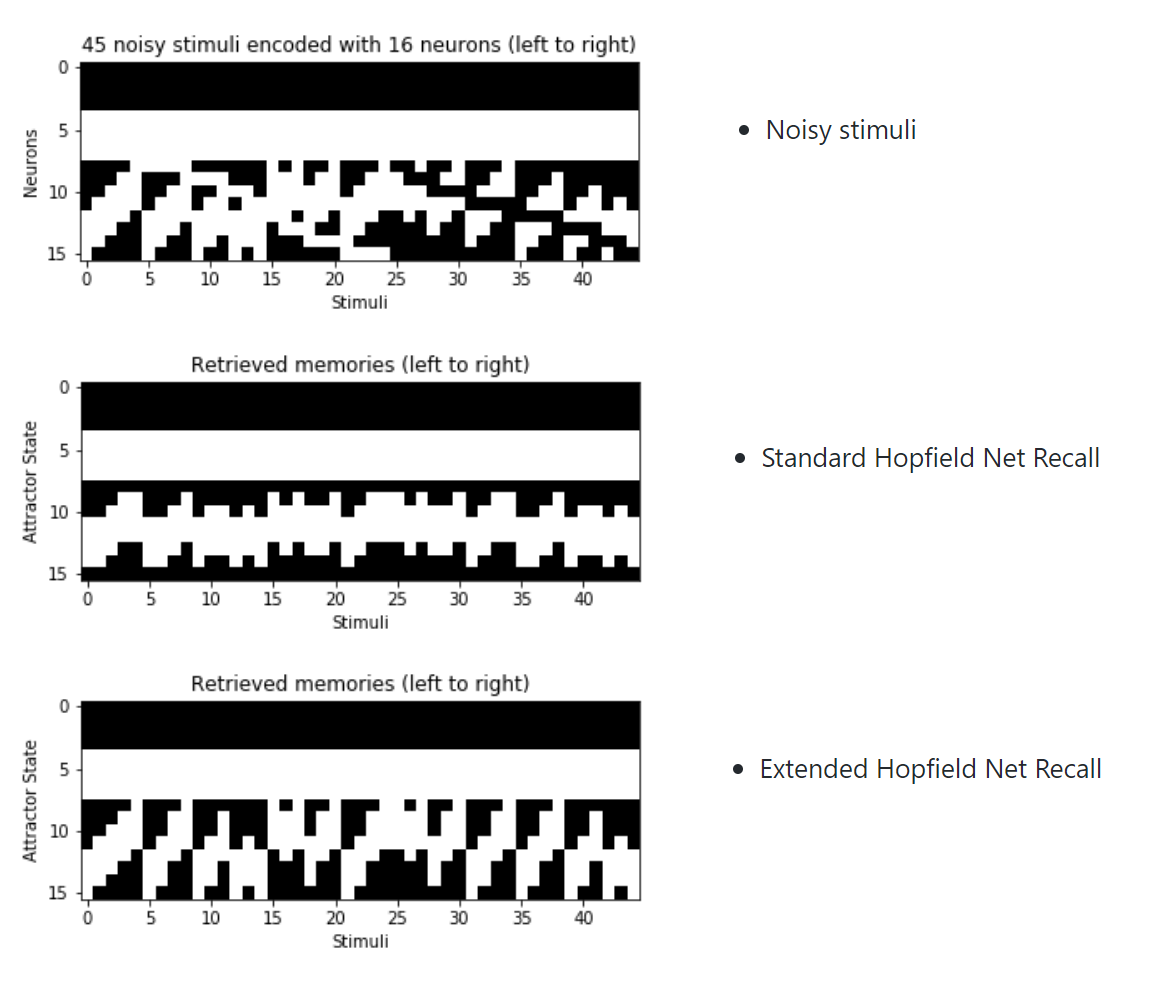 45 noisy stimuli encoded with 16 neurons (left to right)
0
5
10
15
Neurons
0 5 10 15 20 25 30 35 40
Stimuli
• Noisy stimuli
Retrieved memories (left to right)
0
5
10
15
Attractor State
0 5 10 15 20 25 30 35 40
Stimuli
• Standard Hopfield Net Recall
Retrieved memories (left to right)
0
5
10
15
Attractor State
0 5 10 15 20 25 30 35 40
Stimuli
• Extended Hopfield Net Recall